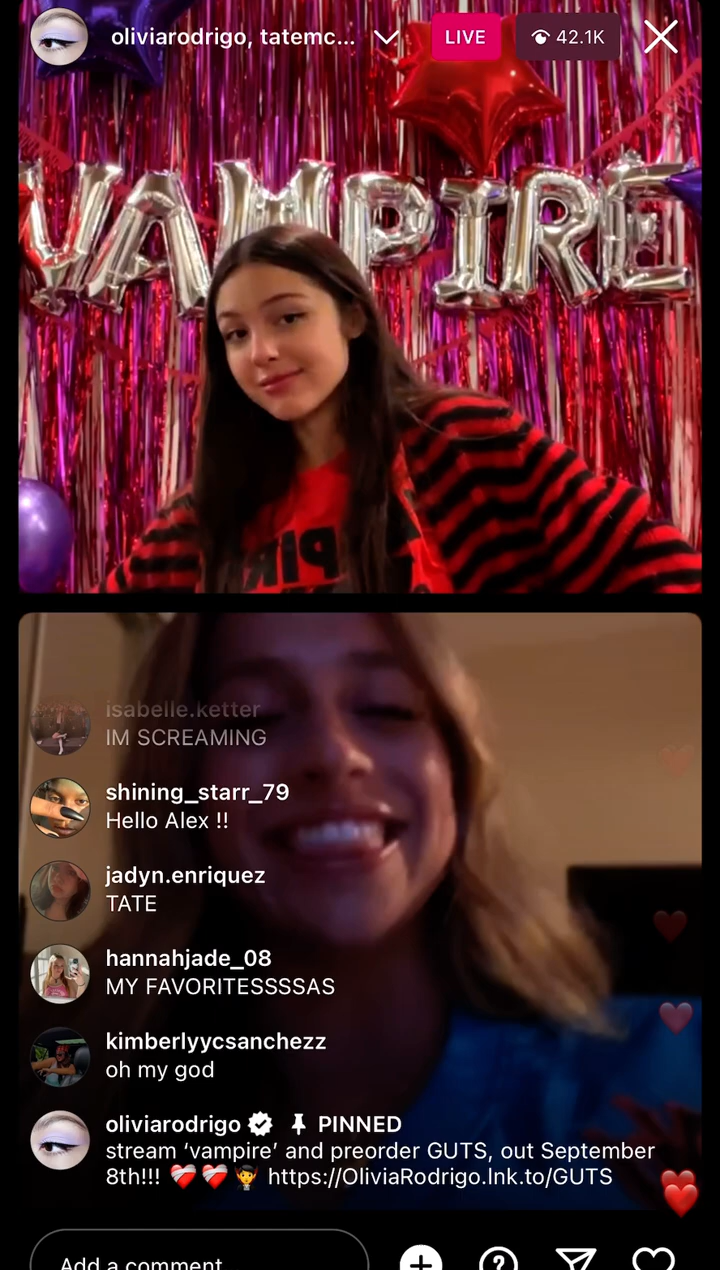 oliviarodrigo, tatemc...
LIVE
42.1K
VAMPIRE
isabelle.ketter
IM SCREAMING
shining_starr_79
Hello Alex !!
jadyn.enriquez
TATE
hannahjade_08
MY FAVORITESSSSAS
kimberlyycsanchezz
oh my god
oliviarodrigo PINNED
stream ‘vampire’ and preorder GUTS, out September
8th!!! ❤️‍🩹 ❤️‍🩹 🧛 https://OliviaRodrigo.lnk.to/GUTS
Add a comment